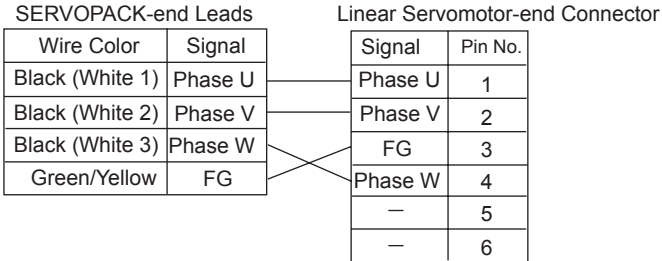 SERVOPACK-end Leads
Wire Color Signal
Black (White 1) Phase U
Black (White 2) Phase V
Black (White 3) Phase W
Green/Yellow FG
Linear Servomotor-end Connector
Signal Pin No.
Phase U 1
Phase V 2
FG 3
Phase W 4
− 5
− 6